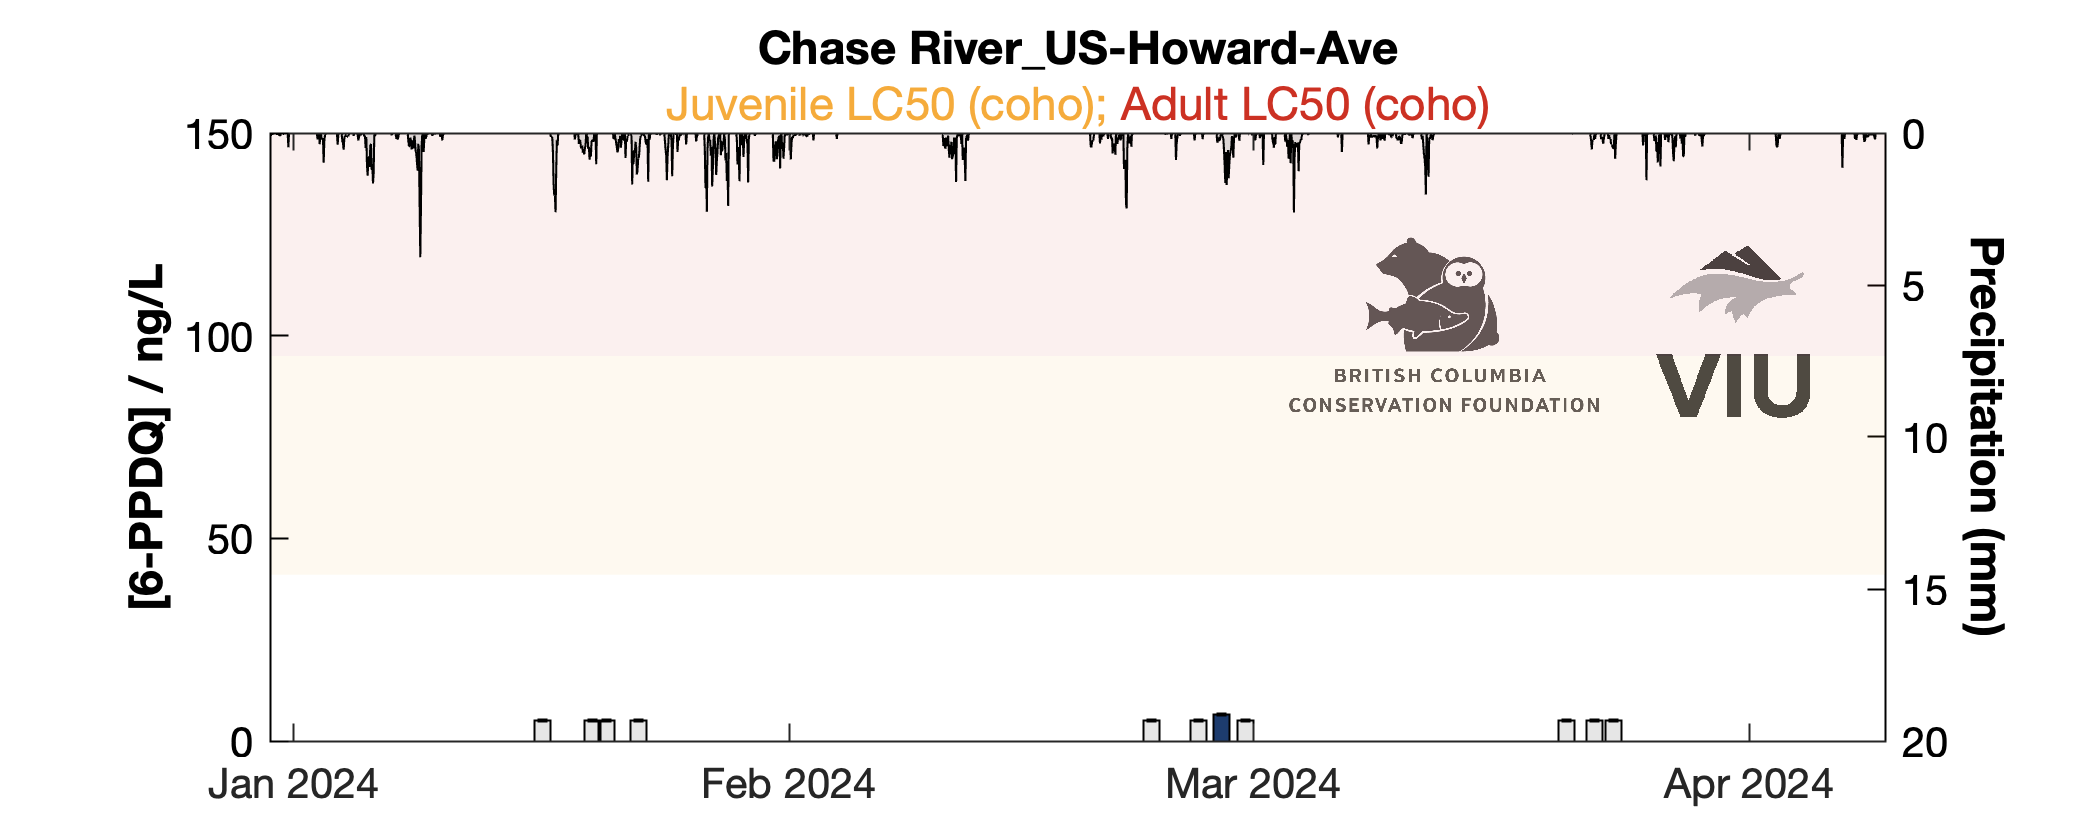 Chase River_US-Howard-Ave
Juvenile LC50 (coho); Adult LC50 (coho)
[6-PPDQ] / ng/L
150
100
50
0
0
5
10
15
20
Precipitation (mm)
BRITISH COLUMBIA
CONSERVATION FOUNDATION
VIU
Jan 2024
Feb 2024
Mar 2024
Apr 2024